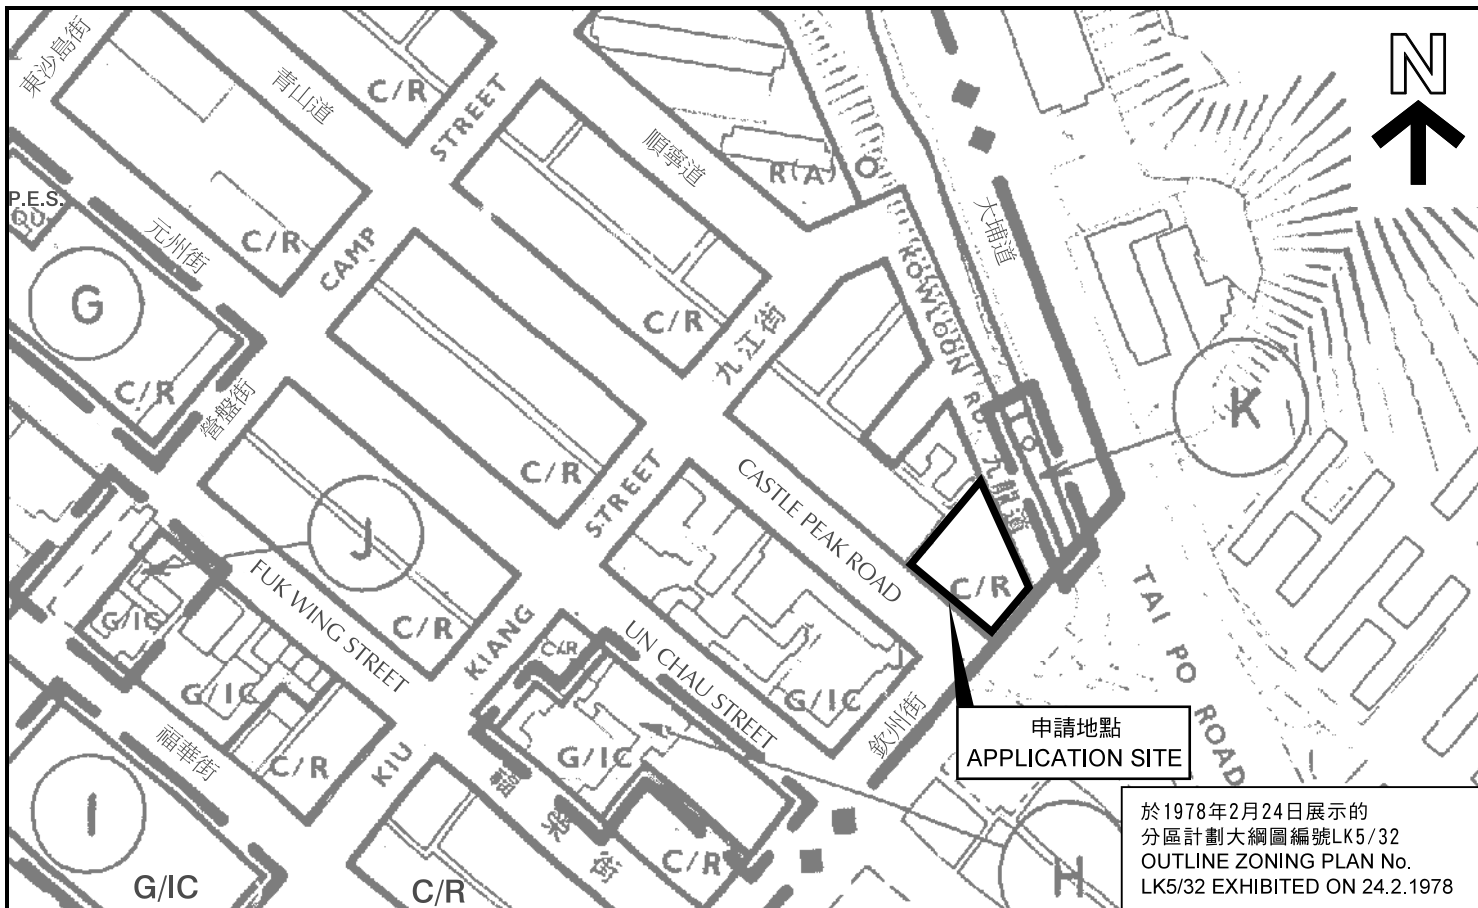 N
東沙島街
青山道
C/R
STREET
順寧道
R(A)
O
大埔道
P.E.S.
元州街
C/R
CAMP
KOWLOON RD.
G
C/R
營盤街
C/R
九江街
C/R
K
STREET
CASTLE PEAK ROAD
九龍道
J
C/R
C/R
FUK WING STREET
KIANG
C/R
UN CHAU STREET
G/IC
G/IC
G/IC
TAI PO ROAD
欽州街
福華街
C/R
KIU
G/IC
申請地點
APPLICATION SITE
I
G/IC
C/R
福榮街
C/R
H
於1978年2月24日展示的
分區計劃大綱圖編號LK5/32
OUTLINE ZONING PLAN No.
LK5/32 EXHIBITED ON 24.2.1978